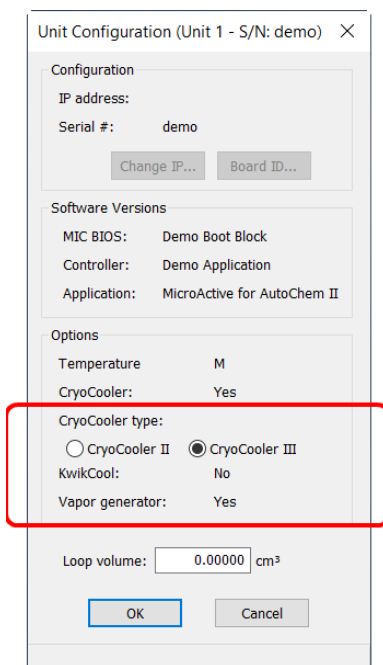 Unit Configuration (Unit 1 - S/N: demo)
Configuration
IP address:
Serial #: demo
Change IP... Board ID...
Software Versions
MIC BIOS: Demo Boot Block
Controller: Demo Application
Application: MicroActive for AutoChem II
Options
Temperature M
CryoCooler: Yes
CryoCooler type:
CryoCooler II CryoCooler III
KwikCool: No
Vapor generator: Yes
Loop volume: 0.00000 cm³
OK Cancel